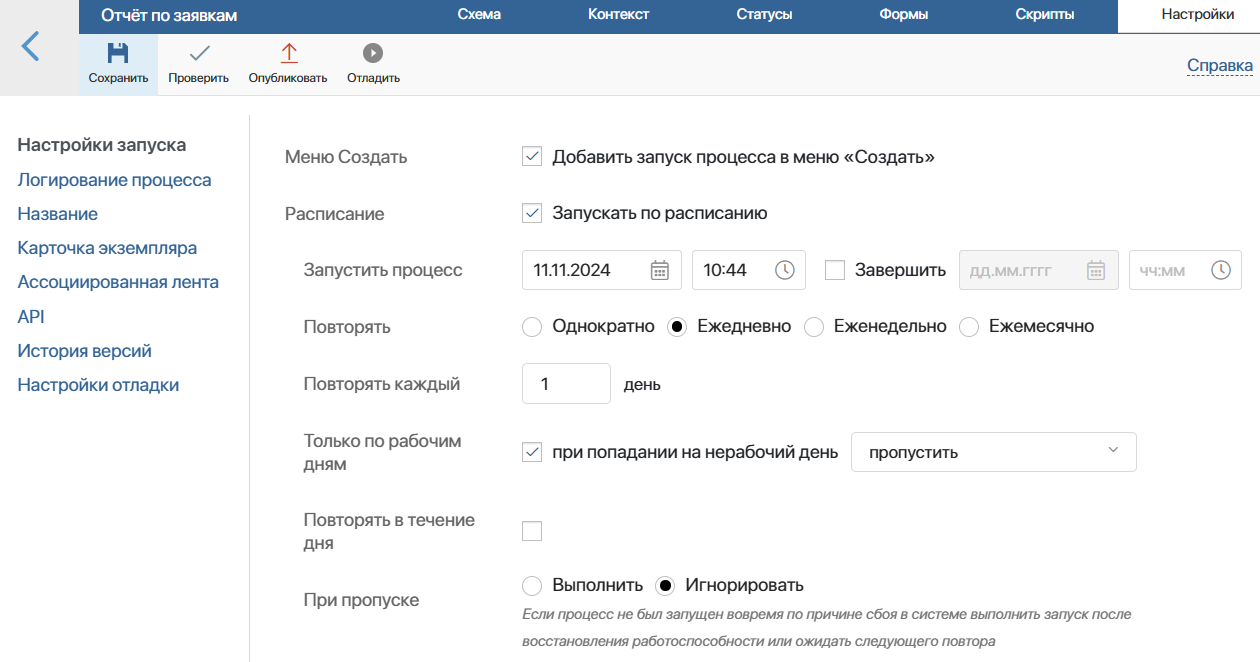 Отчёт по заявкам Схема Контекст Статусы Формы Скрипты Настройки
Сохранить Проверить Опубликовать Отладить Справка
Настройки запуска
Логирование процесса
Название
Карточка экземпляра
Ассоциированная лента
API
История версий
Настройки отладки
Меню Создать Добавить запуск процесса в меню «Создать»
Расписание Запускать по расписанию
Запустить процесс 11.11.2024 10:44 Завершить дд.мм.гггг чч:мм
Повторять Однократно Ежедневно Еженедельно Ежемесячно
Повторять каждый 1 день
Только по рабочим
дням
при попадании на нерабочий день пропустить
Повторять в течение
дня
При пропуске Выполнить Игнорировать
Если процесс не был запущен вовремя по причине сбоя в системе выполнить запуск после
восстановления работоспособности или ожидать следующего повтора